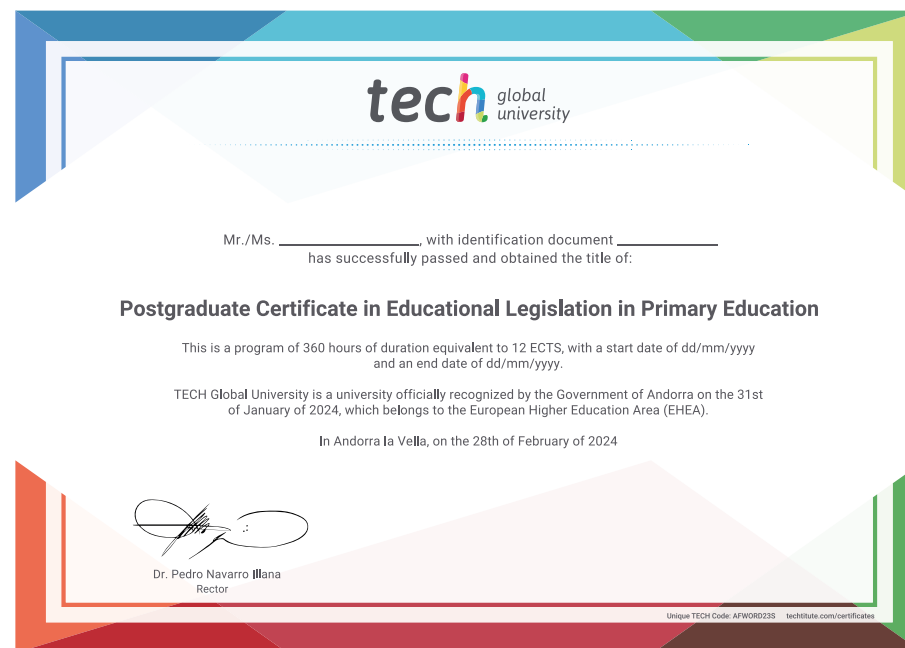 tech global university
Mr./Ms. ____________________, with identification document ______________
has successfully passed and obtained the title of:
Postgraduate Certificate in Educational Legislation in Primary Education
This is a program of 360 hours of duration equivalent to 12 ECTS, with a start date of dd/mm/yyyy
and an end date of dd/mm/yyyy.
TECH Global University is a university officially recognized by the Government of Andorra on the 31st
of January of 2024, which belongs to the European Higher Education Area (EHEA).
In Andorra la Vella, on the 28th of February of 2024
Dr. Pedro Navarro Illana
Rector
Unique TECH Code: AFWORD23S techtitute.com/certificates